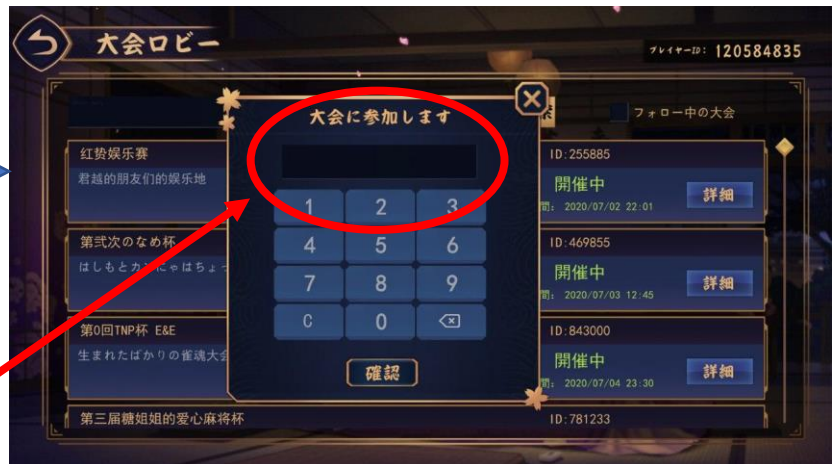 大会ロビー
プレイヤーID: 120584835
フォロー中の大会
大会に参加します
红势娱乐赛
君越的朋友们的娱乐地
ID:255885
開催中
間: 2020/07/02 22:01
詳細
1 2 3
第弐次のなめ杯
ID:469855
開催中
間: 2020/07/03 12:45
詳細
4 5 6
7 8 9
第0回TNP杯 E&E
生まれたばかりの雀魂大会
ID:843000
開催中
間: 2020/07/04 23:30
詳細
C 0
確認
第三届糖姐姐的爱心麻将杯
ID:781233